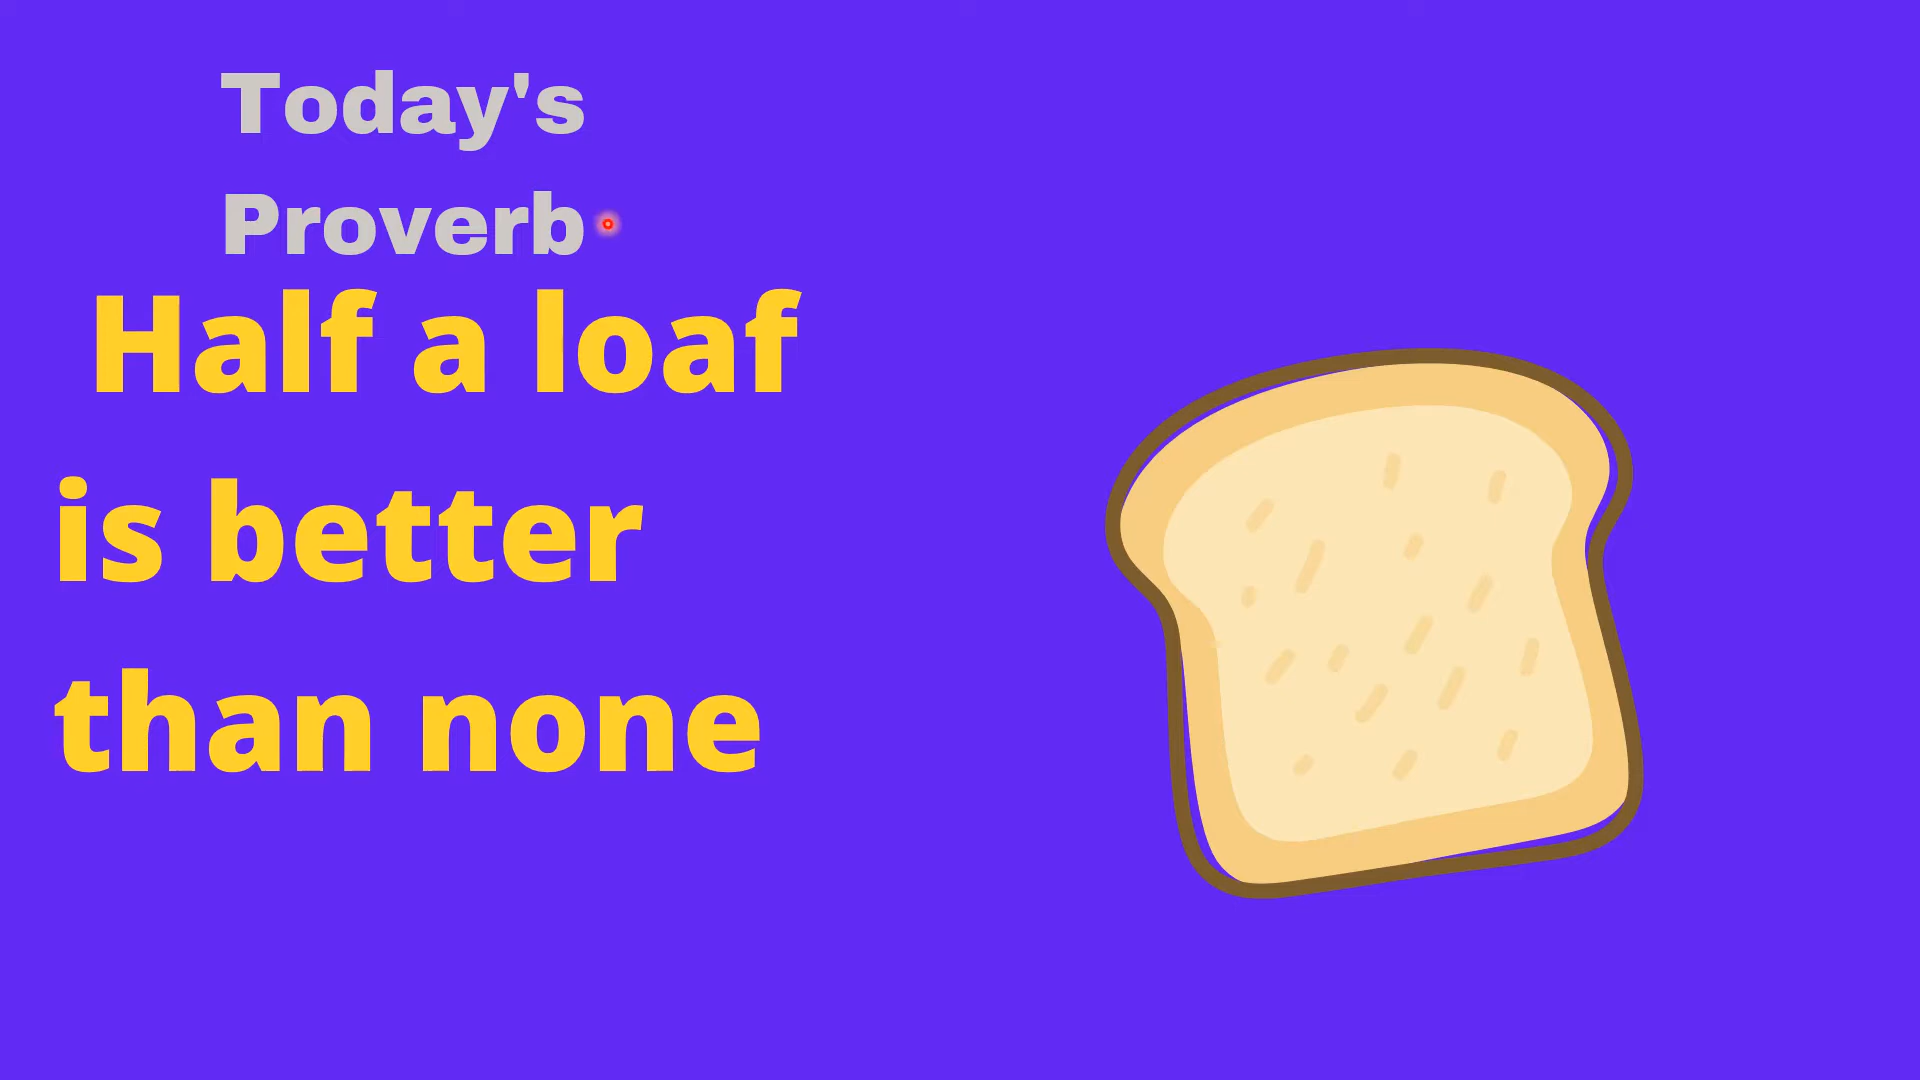 Today's
Proverb
Half a loaf
is better
than none